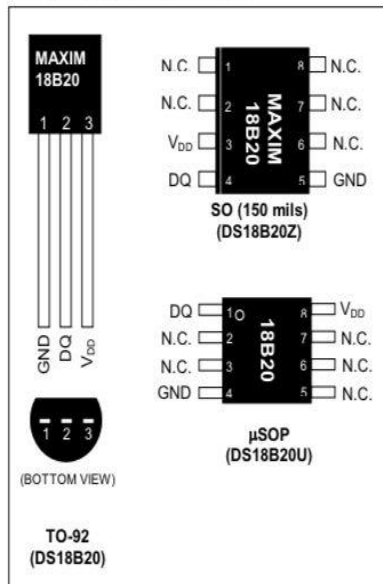 MAXIM
18B20
1 2 3
GND
DQ
VDD
1 2 3
(BOTTOM VIEW)
TO-92
(DS18B20)
N.C. 1 8 N.C.
N.C. 2 7 N.C.
VDD 3 6 N.C.
DQ 4 5 GND
MAXIM
18B20
SO (150 mils)
(DS18B20Z)
DQ 1 8 VDD
N.C. 2 7 N.C.
N.C. 3 6 N.C.
GND 4 5 N.C.
18B20
µSOP
(DS18B20U)